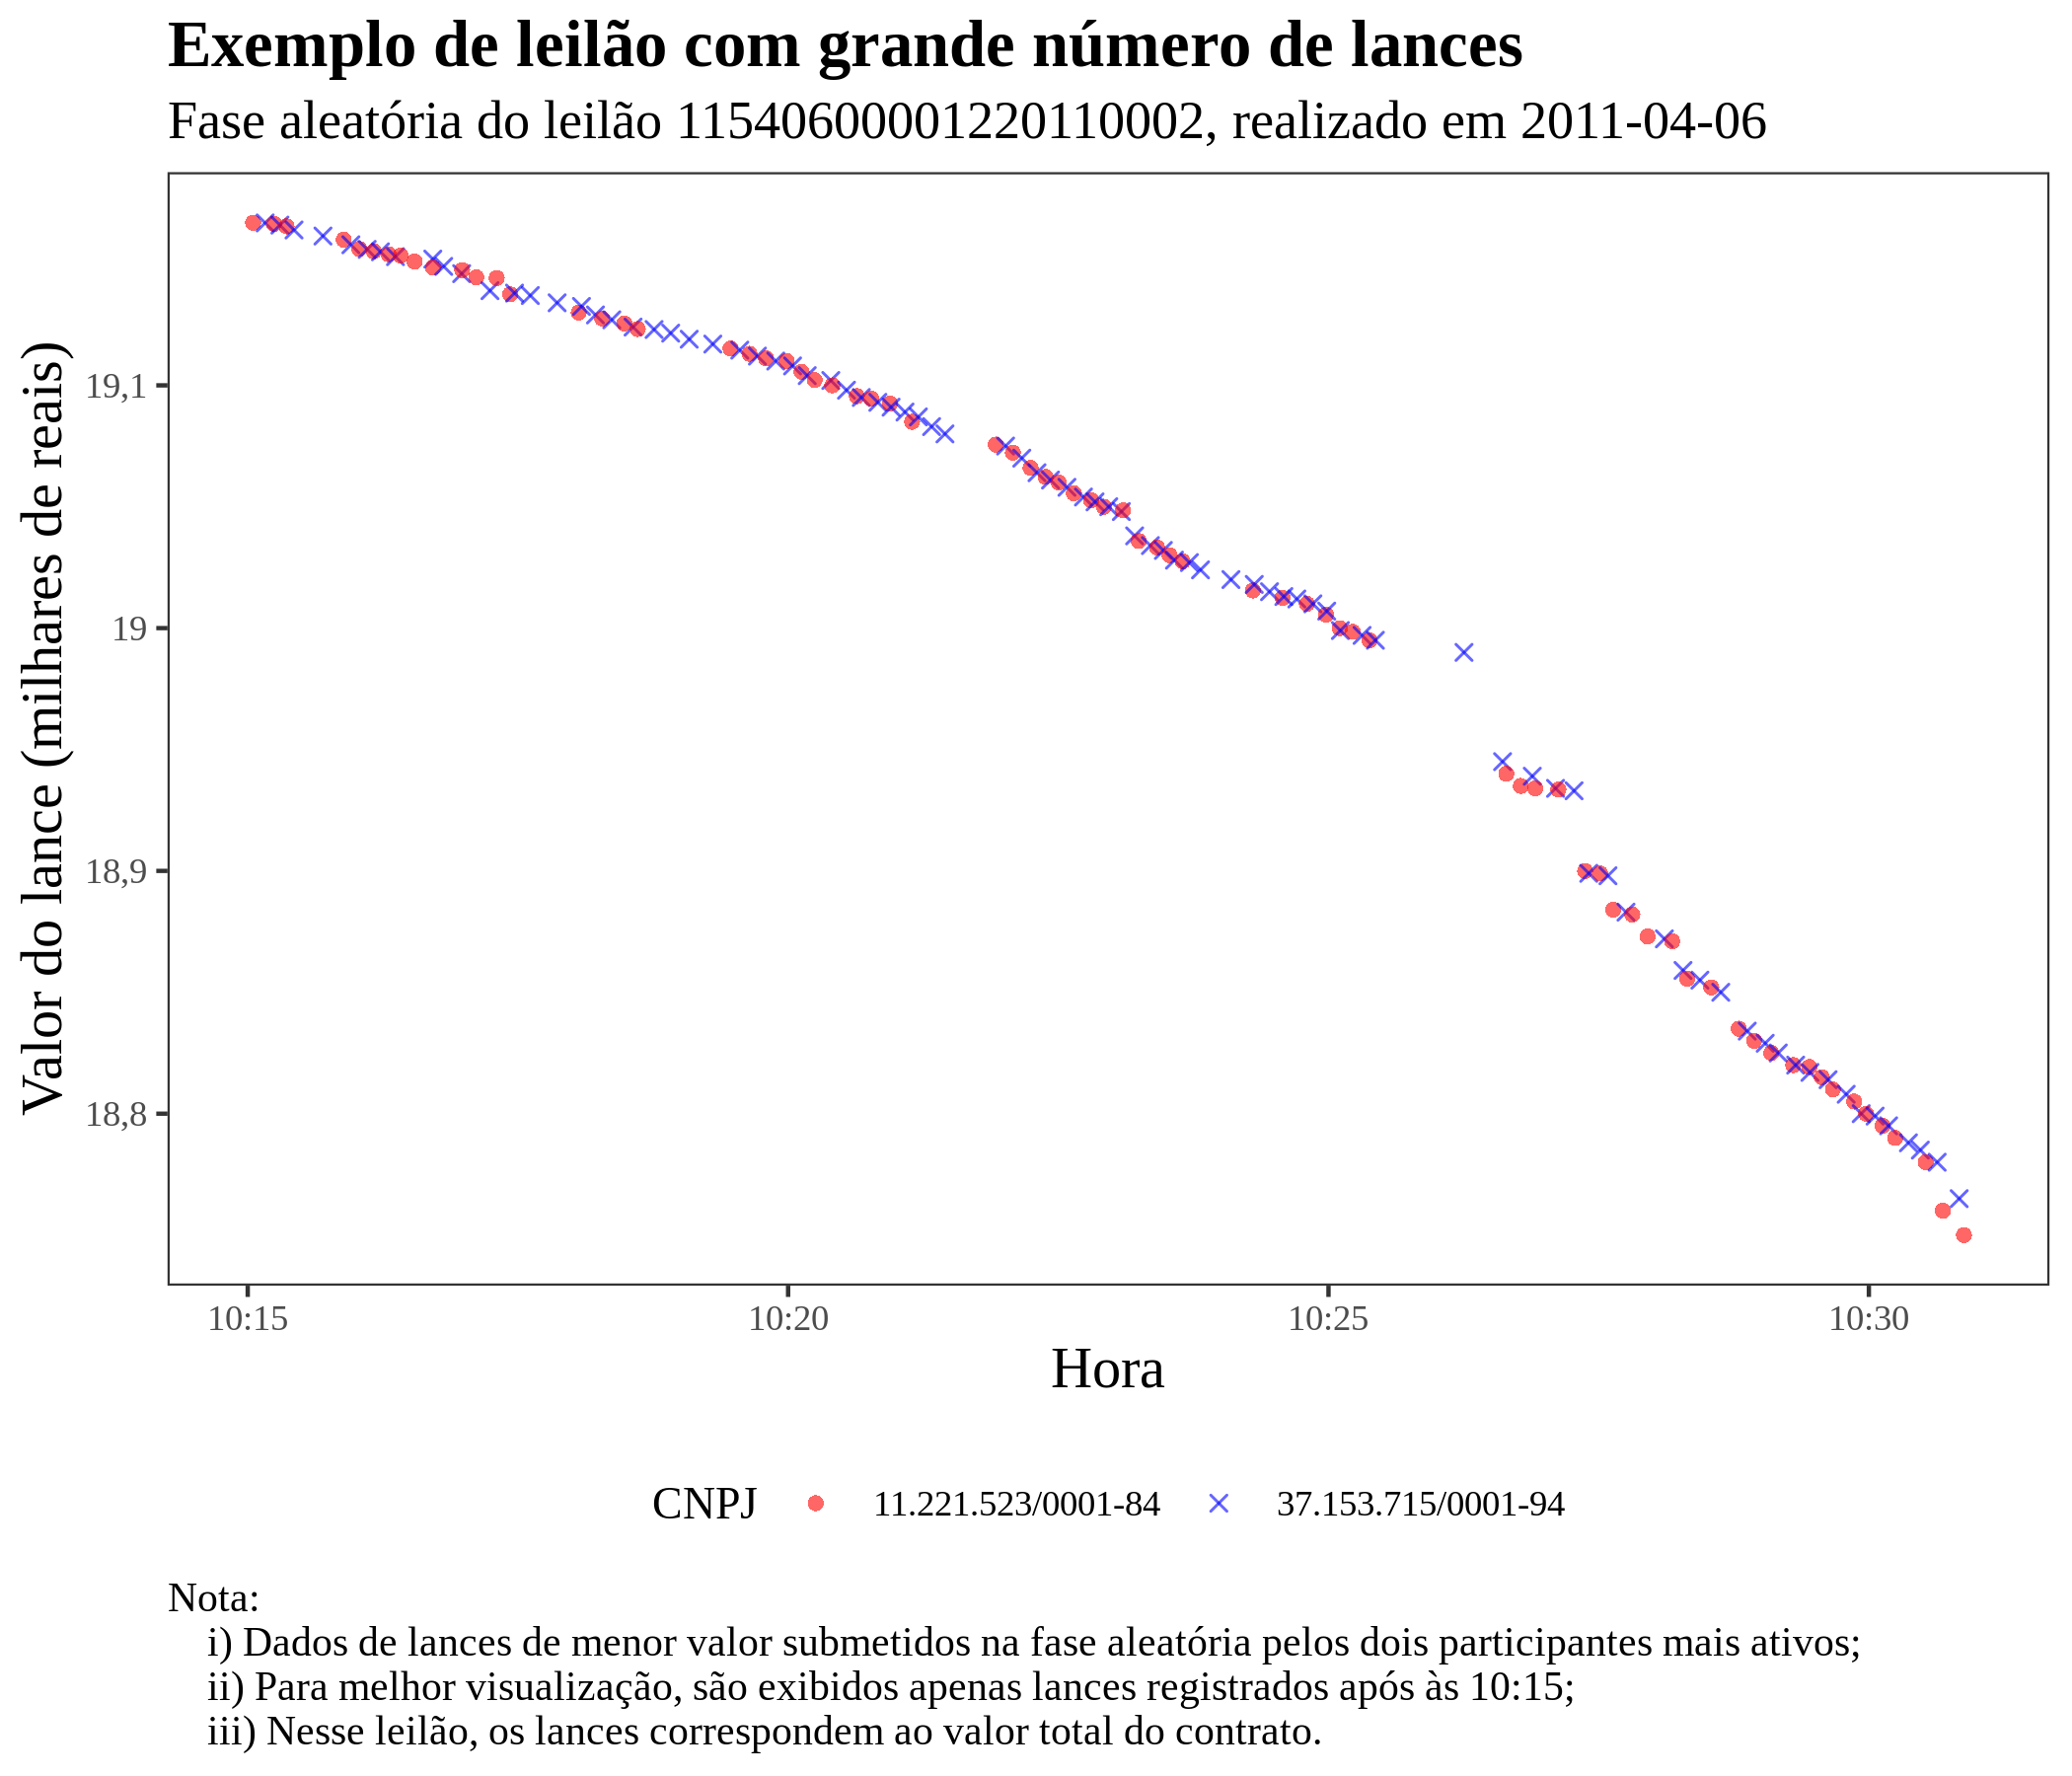 Exemplo de leilão com grande número de lances
Fase aleatória do leilão 11540600001220110002, realizado em 2011-04-06
Valor do lance (milhares de reais)
19,1
19
18,9
18,8
10:15
10:20
10:25
10:30
Hora
CNPJ 11.221.523/0001-84 37.153.715/0001-94
Nota:
i) Dados de lances de menor valor submetidos na fase aleatória pelos dois participantes mais ativos;
ii) Para melhor visualização, são exibidos apenas lances registrados após às 10:15;
iii) Nesse leilão, os lances correspondem ao valor total do contrato.